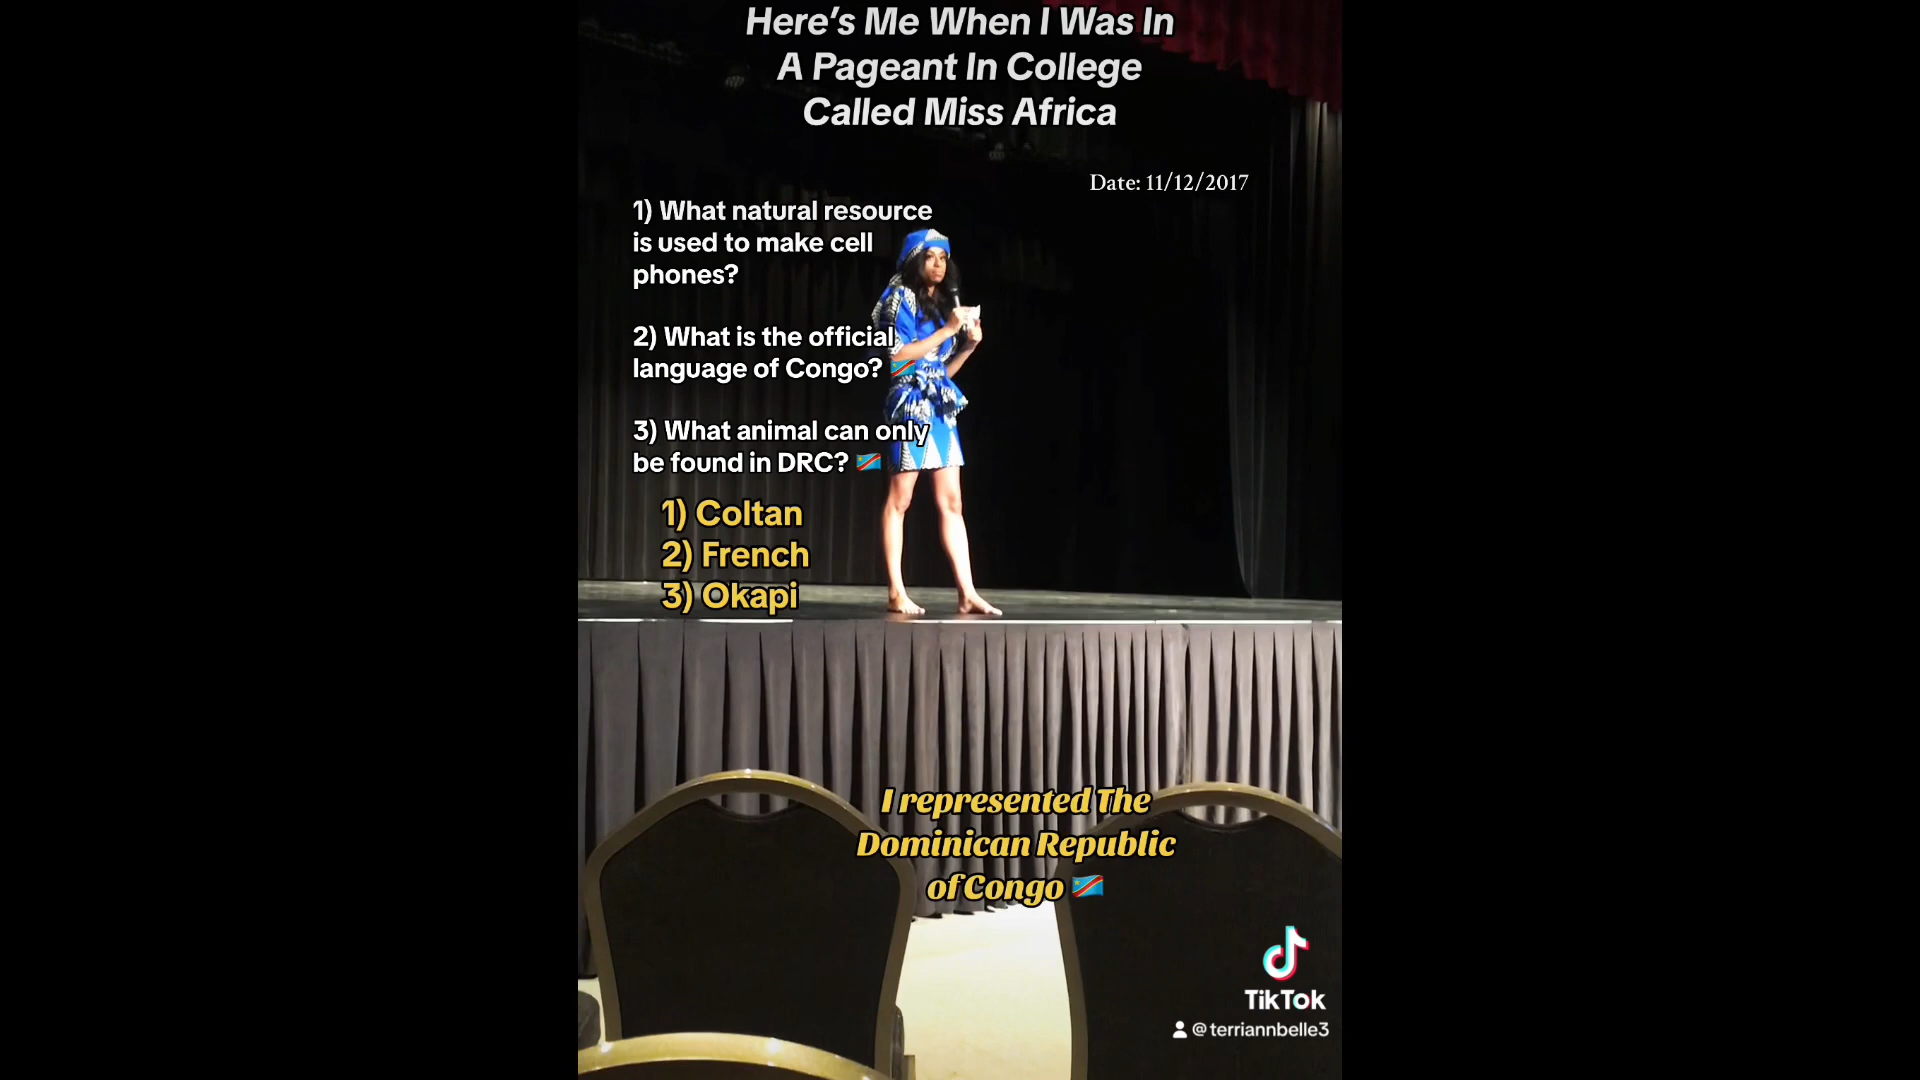 Here's Me When I Was In
A Pageant In College
Called Miss Africa
Date: 11/12/2017
1) What natural resource
is used to make cell
phones?
2) What is the official
language of Congo? 🇨🇩
3) What animal can only
be found in DRC? 🇨🇩
1) Coltan
2) French
3) Okapi
I represented The
Dominican Republic
of Congo 🇨🇩
TikTok
@terriannbelle3